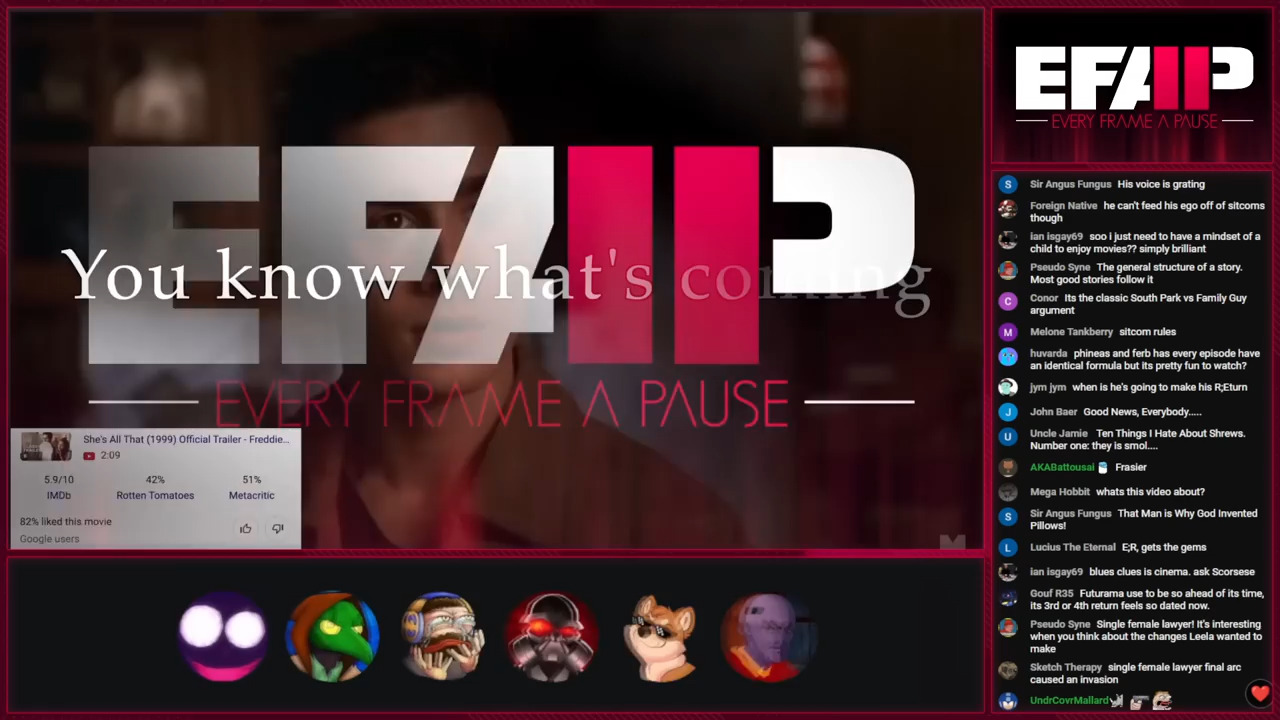 EFAP
You know what's coming
EVERY FRAME A PAUSE
She's All That (1999) Official Trailer - Freddie...
2:09
5.9/10
42%
51%
IMDb
Rotten Tomatoes
Metacritic
82% liked this movie
Google users
EFAP
EVERY FRAME A PAUSE
S
Sir Angus Fungus His voice is grating
Foreign Native he can't feed his ego off of sitcoms
though
ian isgay69 soo i just need to have a mindset of a
child to enjoy movies?? simply brilliant
Pseudo Syne The general structure of a story.
Most good stories follow it
C
Conor Its the classic South Park vs Family Guy
argument
M
Melone Tankberry sitcom rules
huvarda phineas and ferb has every episode have
an identical formula but its pretty fun to watch?
jym jym when is he's going to make his R;Eturn
J
John Baer Good News, Everybody.....
U
Uncle Jamie Ten Things I Hate About Shrews.
Number one: they is smol....
AKABattousai Frasier
Mega Hobbit whats this video about?
S
Sir Angus Fungus That Man is Why God Invented
Pillows!
L
Lucius The Eternal E;R, gets the gems
ian isgay69 blues clues is cinema. ask Scorsese
Gouf R35 Futurama use to be so ahead of its time,
its 3rd or 4th return feels so dated now.
Pseudo Syne Single female lawyer! It's interesting
when you think about the changes Leela wanted to
make
Sketch Therapy single female lawyer final arc
caused an invasion
UndrCovrMallard